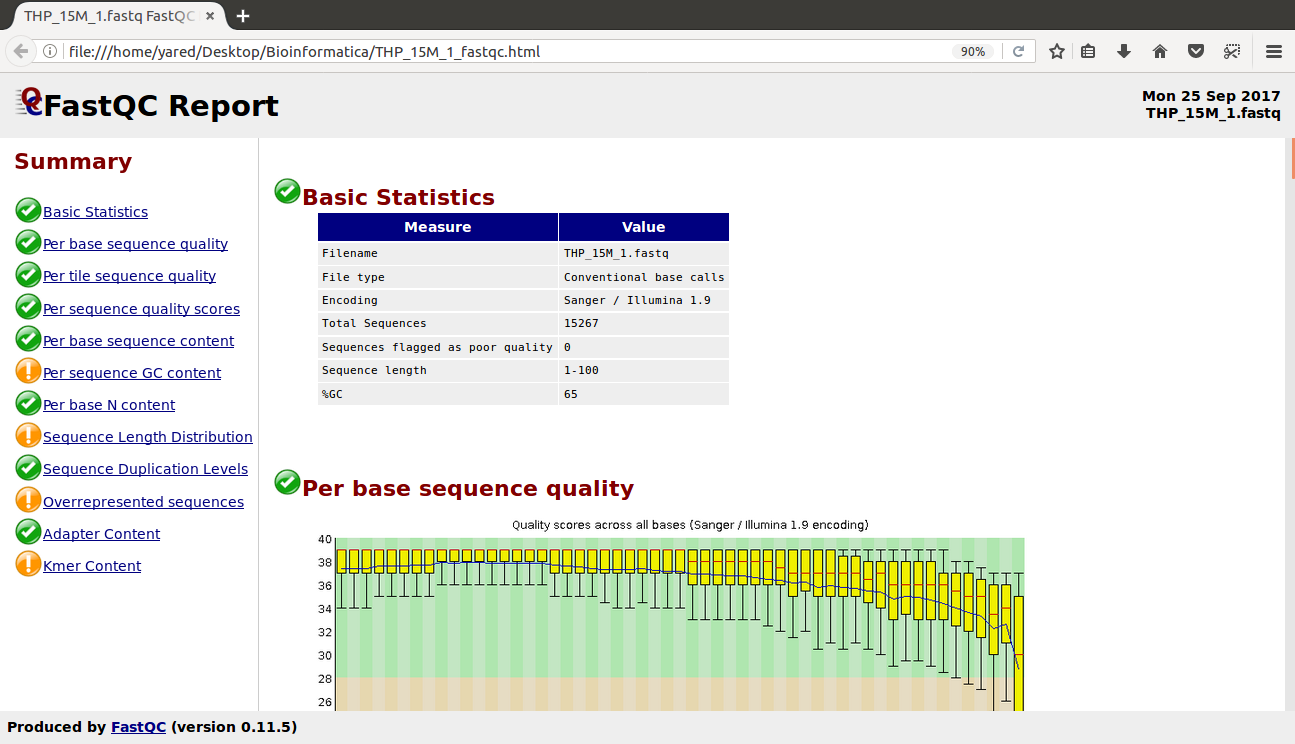 THP_15M_1.fastq FastQC
file:///home/yared/Desktop/Bioinformatica/THP_15M_1_fastqc.html
90%
FastQC Report
Mon 25 Sep 2017
THP_15M_1.fastq
Summary
Basic Statistics
Per base sequence quality
Per tile sequence quality
Per sequence quality scores
Per base sequence content
Per sequence GC content
Per base N content
Sequence Length Distribution
Sequence Duplication Levels
Overrepresented sequences
Adapter Content
Kmer Content
Basic Statistics
Measure Value
Filename THP_15M_1.fastq
File type Conventional base calls
Encoding Sanger / Illumina 1.9
Total Sequences 15267
Sequences flagged as poor quality 0
Sequence length 1-100
%GC 65
Per base sequence quality
Quality scores across all bases (Sanger / Illumina 1.9 encoding)
40
38
36
34
32
30
28
26
Produced by FastQC (version 0.11.5)